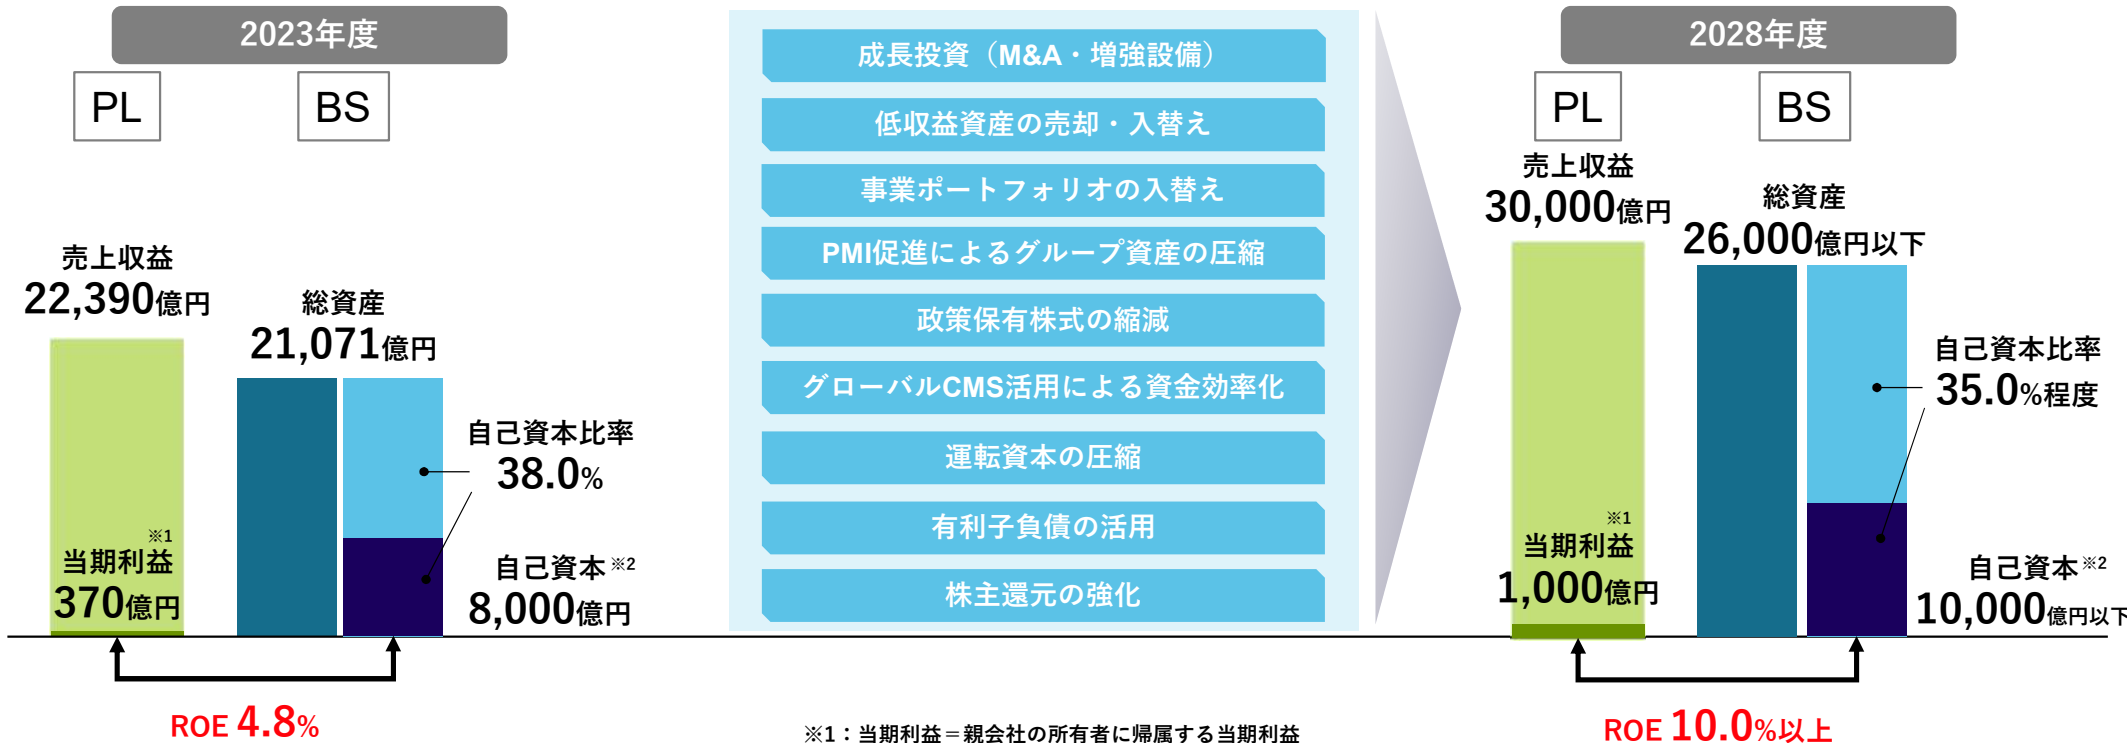 2023年度
PL
BS
売上収益
22,390億円
総資産
21,071億円
自己資本比率
38.0%
※1
当期利益
370億円
自己資本※2
8,000億円
ROE 4.8%
成長投資（M&A・増強設備）
低収益資産の売却・入替え
事業ポートフォリオの入替え
PMI促進によるグループ資産の圧縮
政策保有株式の縮減
グローバルCMS活用による資金効率化
運転資本の圧縮
有利子負債の活用
株主還元の強化
※1：当期利益＝親会社の所有者に帰属する当期利益
2028年度
PL
BS
売上収益
30,000億円
総資産
26,000億円以下
自己資本比率
35.0%程度
※1
当期利益
1,000億円
自己資本※2
10,000億円以下
ROE 10.0%以上